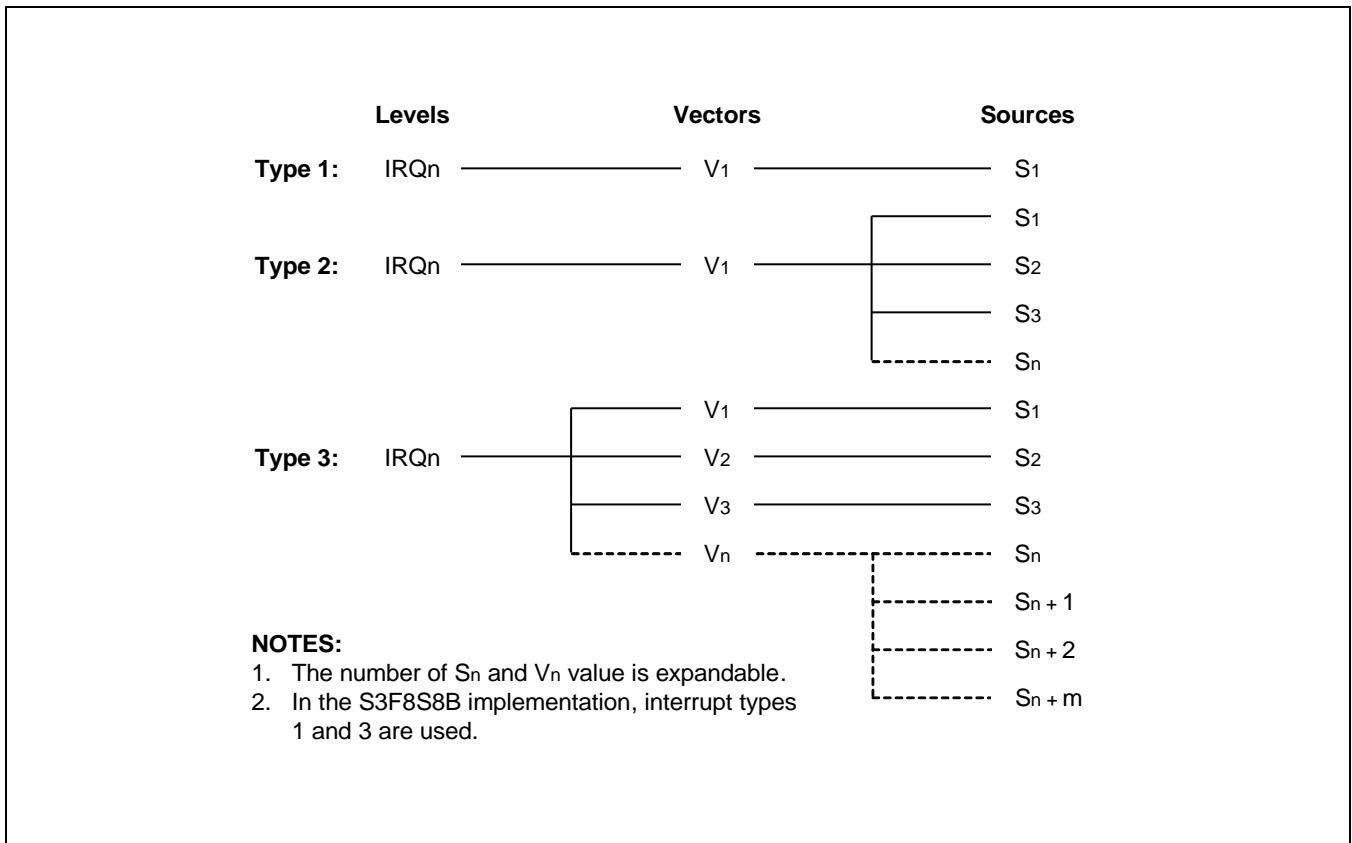 Levels Vectors Sources
Type 1: IRQn V1 S1
S1
Type 2: IRQn V1 S2
S3
Sn
V1 S1
Type 3: IRQn V2 S2
V3 S3
Vn Sn
Sn + 1
NOTES:
Sn + 2
1. The number of Sn and Vn value is expandable.
2. In the S3F8S8B implementation, interrupt types
Sn + m
1 and 3 are used.